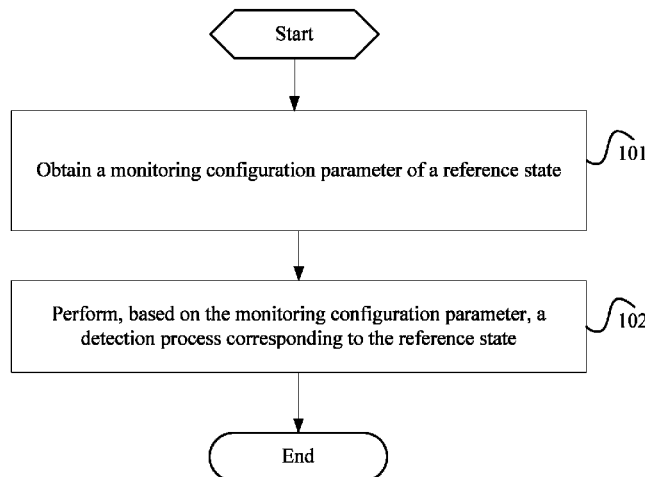 Start
Obtain a monitoring configuration parameter of a reference state
101
Perform, based on the monitoring configuration parameter, a
detection process corresponding to the reference state
102
End